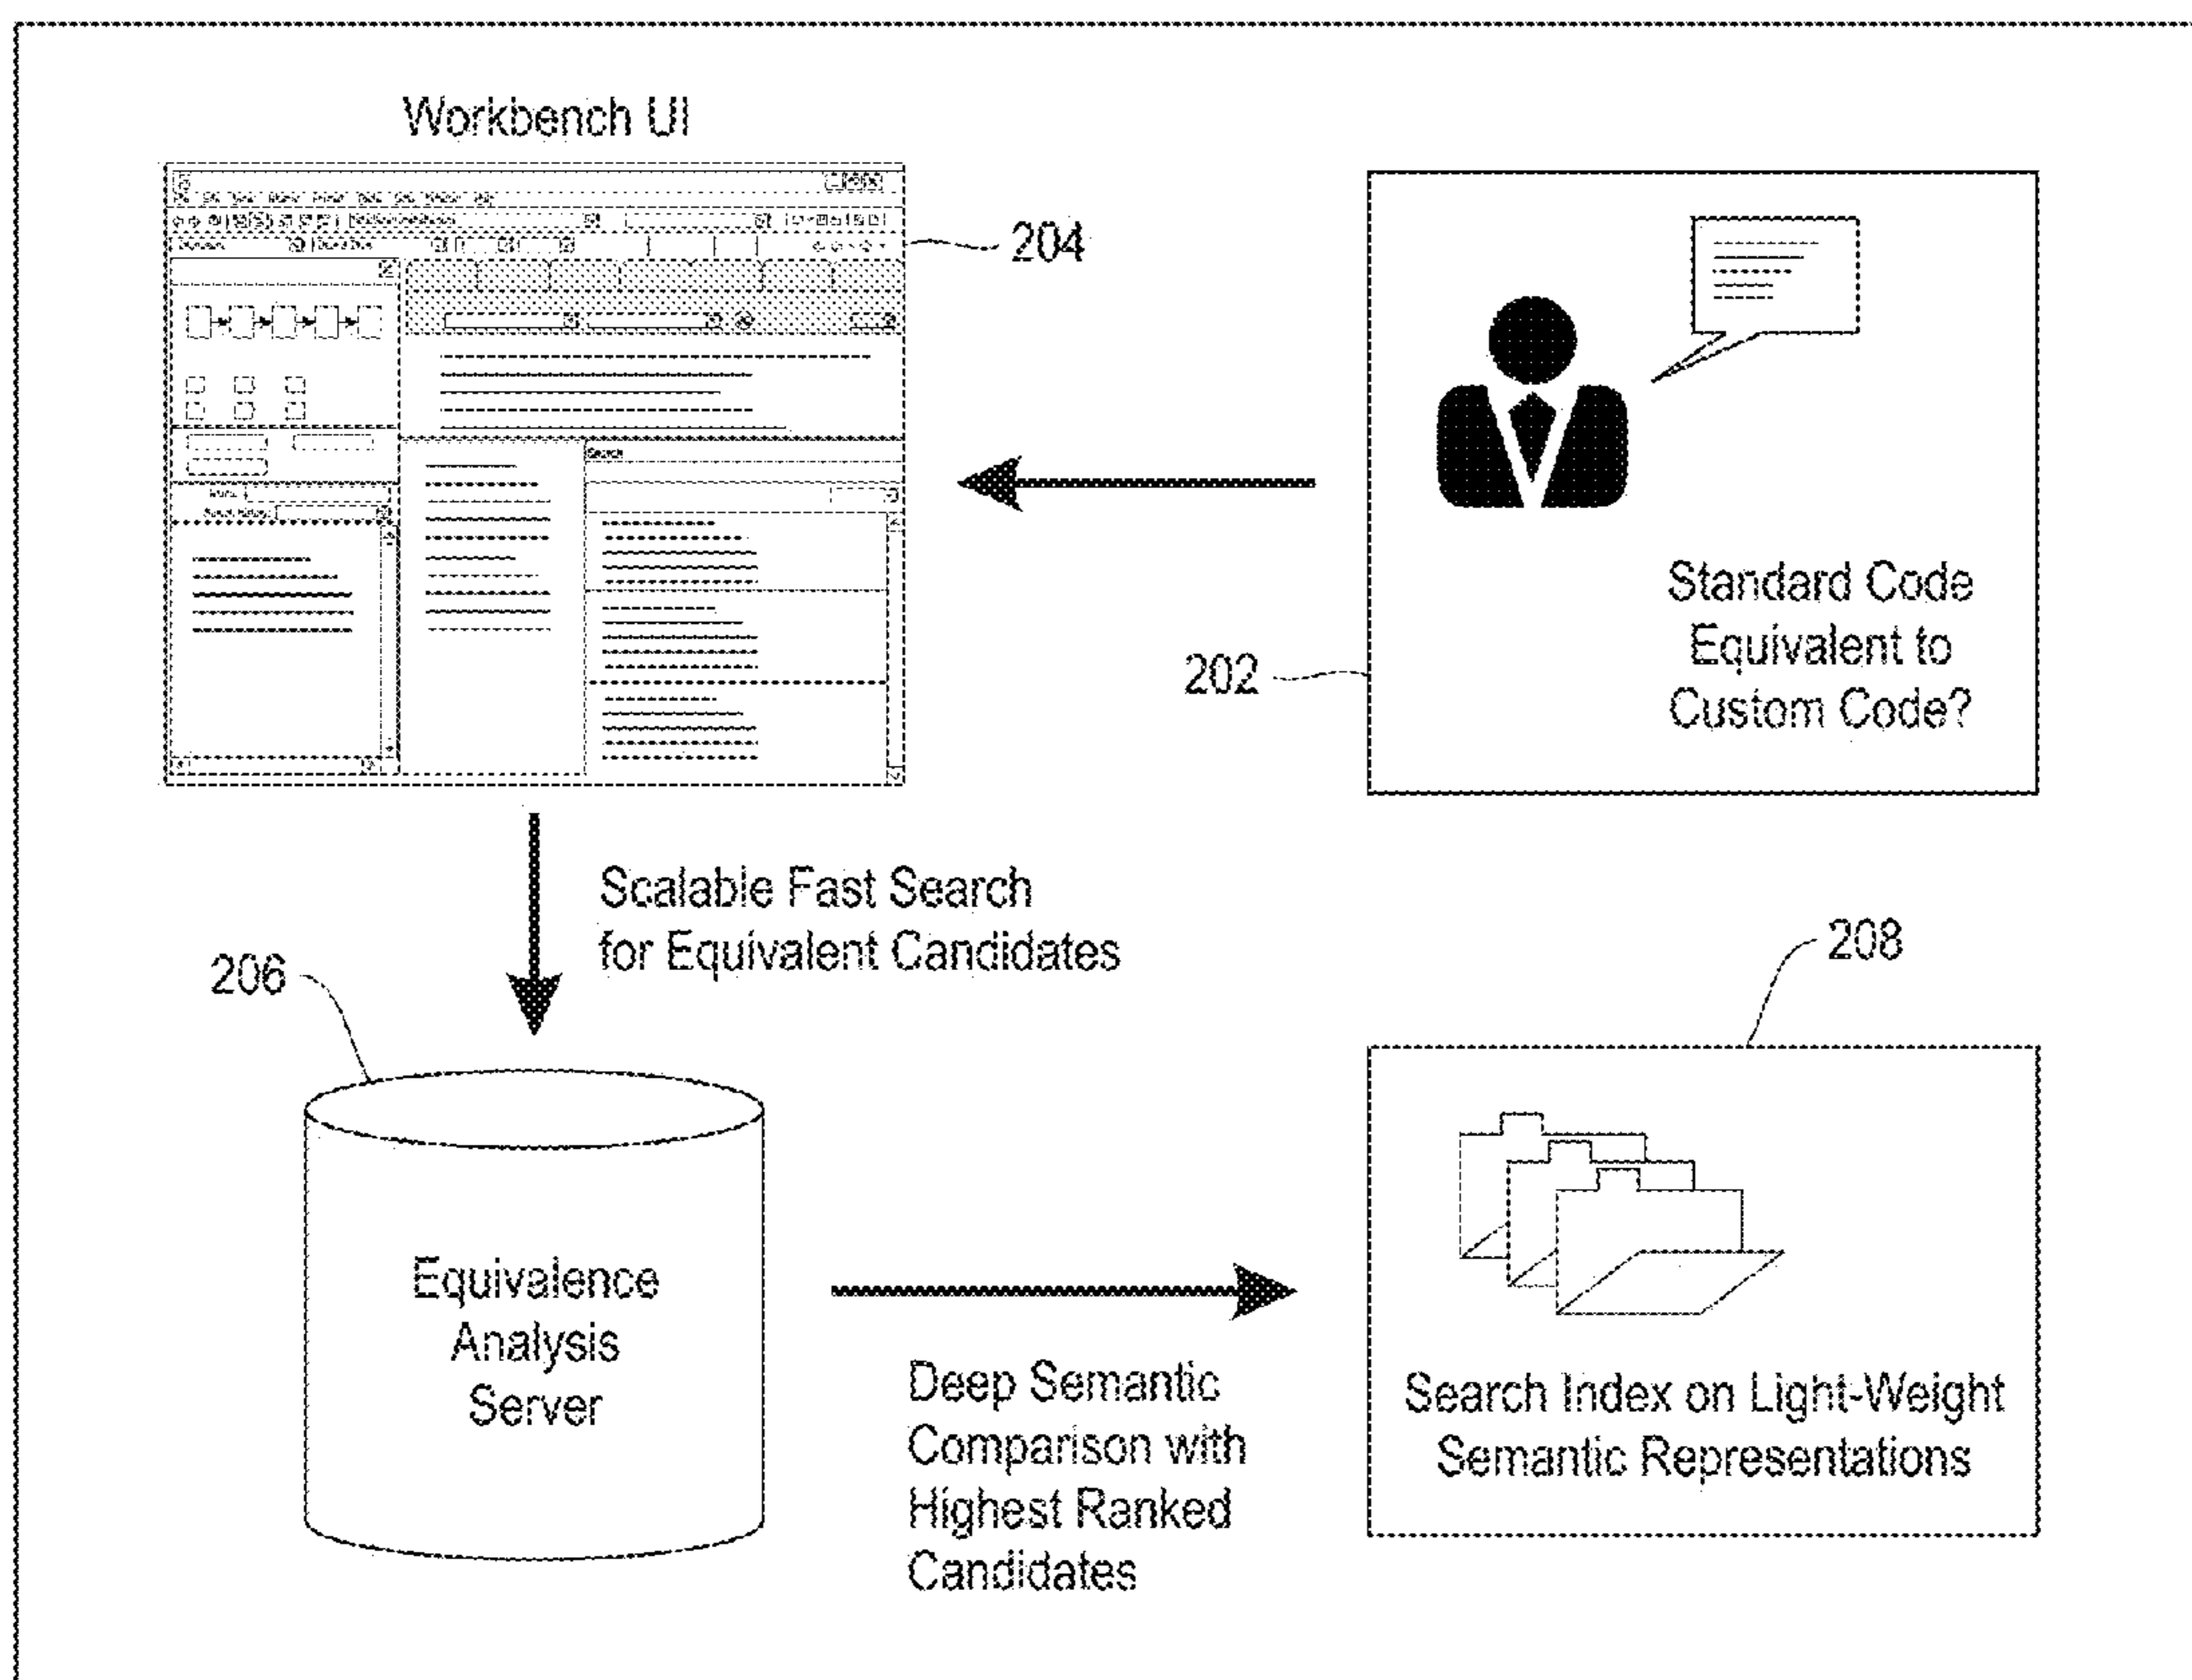 Workbench UI
204
Search
Standard Code
Equivalent to
Custom Code?
202
Scalable Fast Search
for Equivalent Candidates
206
208
Equivalence
Analysis
Server
Deep Semantic
Comparison with
Highest Ranked
Candidates
Search Index on Light-Weight
Semantic Representations